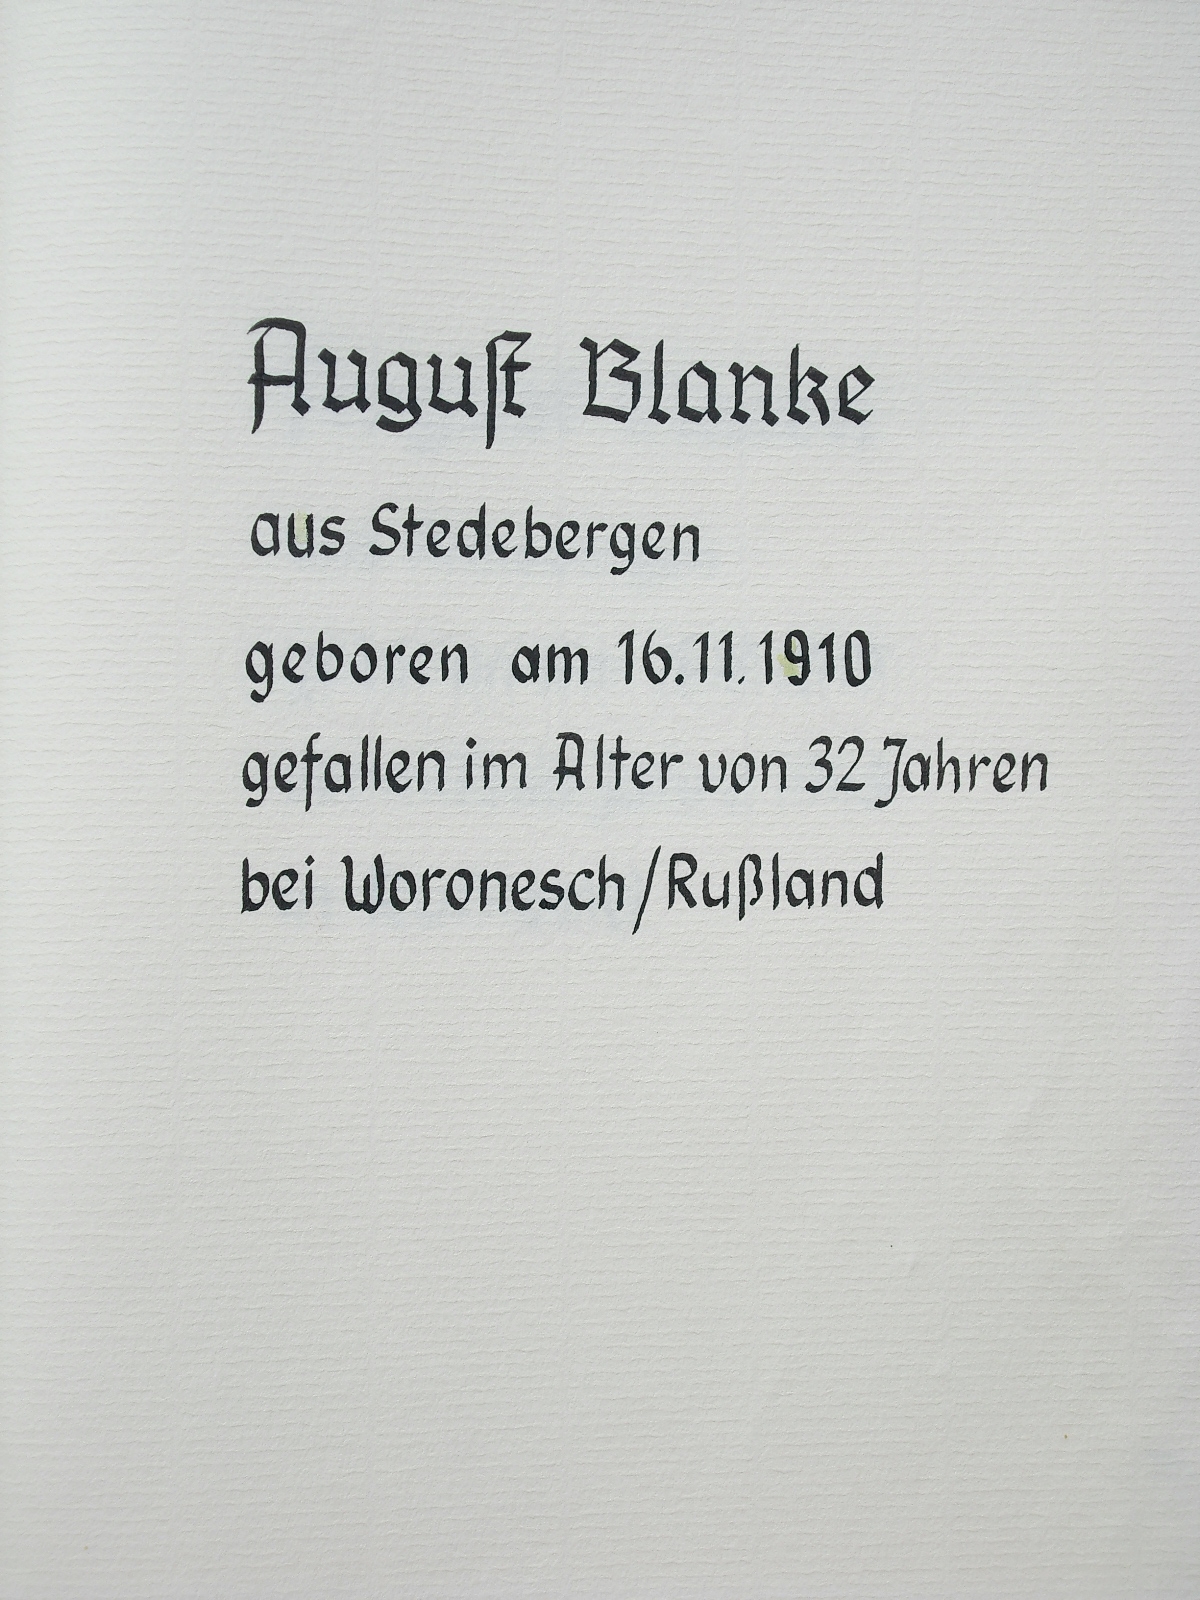 August Blanke
aus Stedebergen
geboren am 16.11.1910
gefallen im Alter von 32 Jahren
bei Woronesch/Rußland